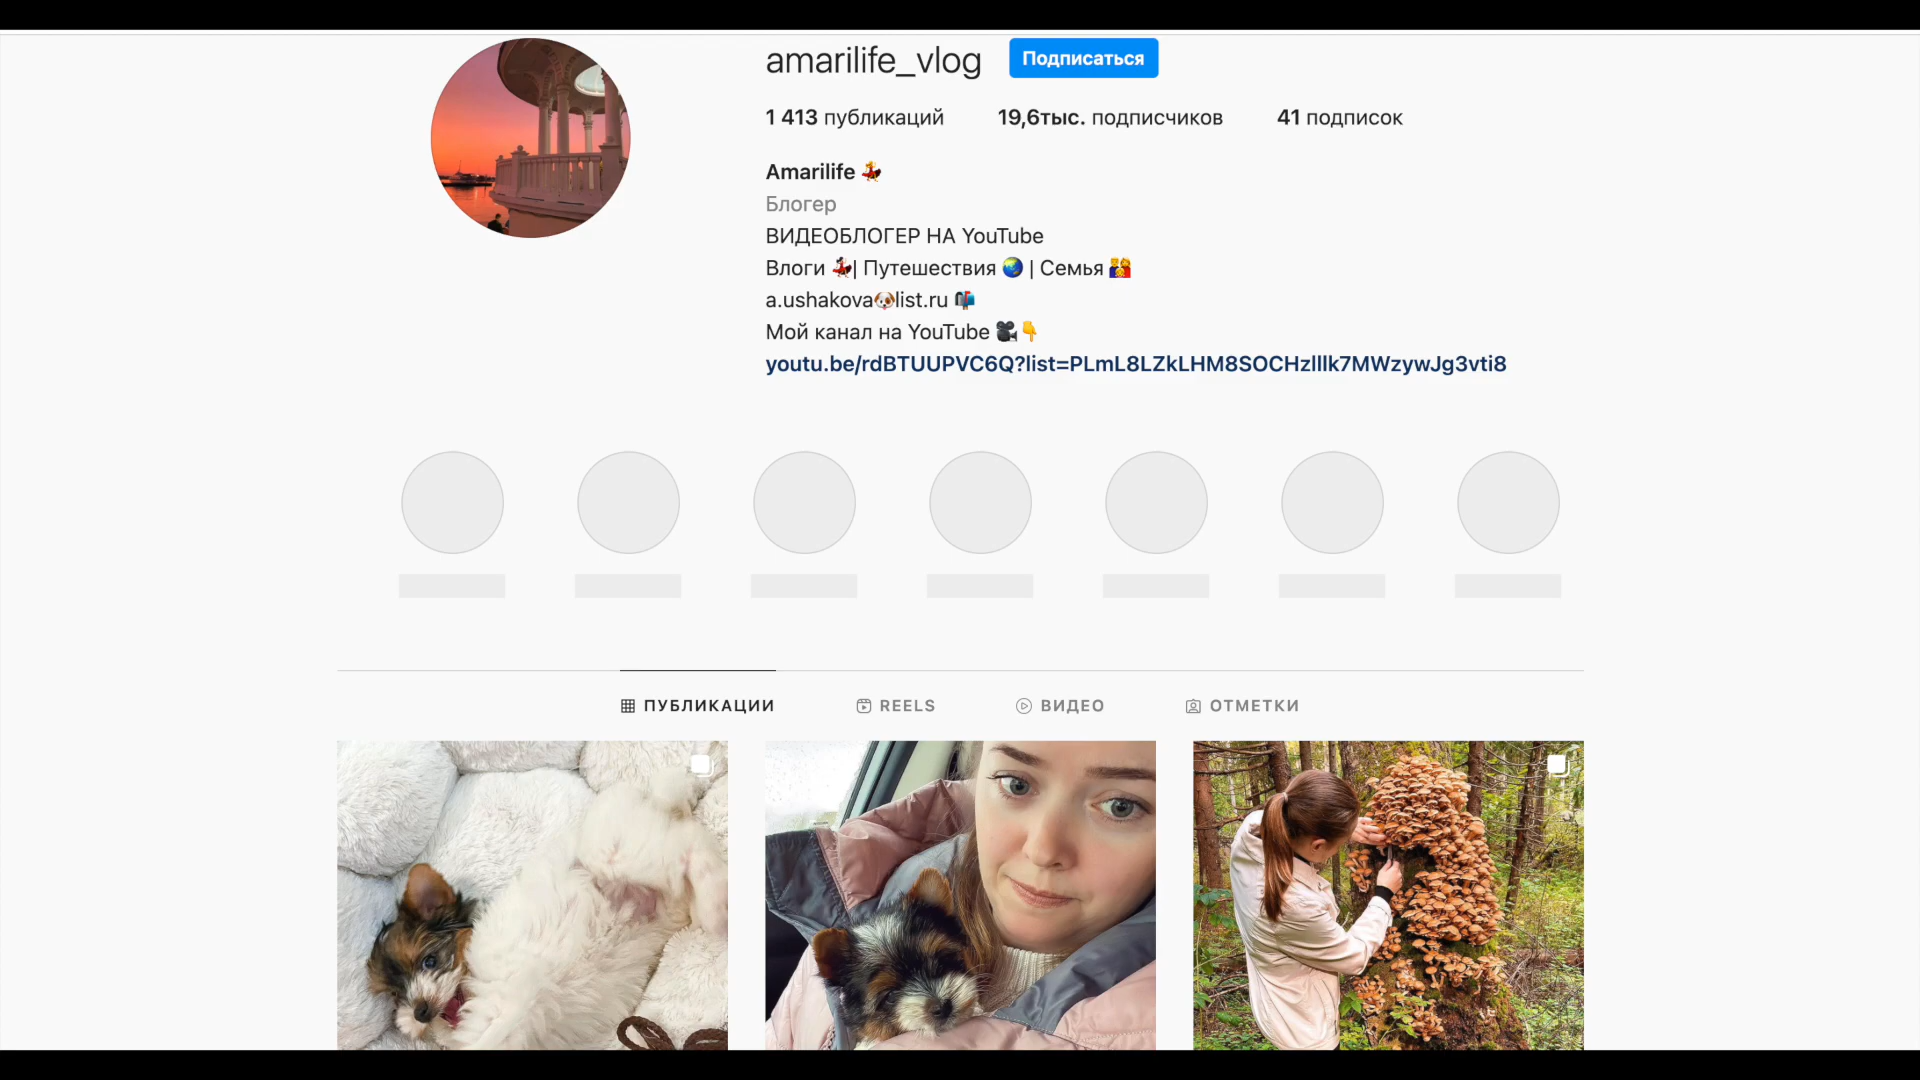 amarilife_vlog Подписаться
1 413 публикаций 19,6тыс. подписчиков 41 подписок
Amarilife 💃
Блогер
ВИДЕОБЛОГЕР НА YouTube
Влоги 💃| Путешествия 🌏 | Семья 👨‍👩‍👧
a.ushakova🐶list.ru 📬
Мой канал на YouTube 🎥👇
youtu.be/rdBTUUPVC6Q?list=PLmL8LZkLHM8SOCHzlllk7MWzywJg3vti8
ПУБЛИКАЦИИ REELS ВИДЕО ОТМЕТКИ